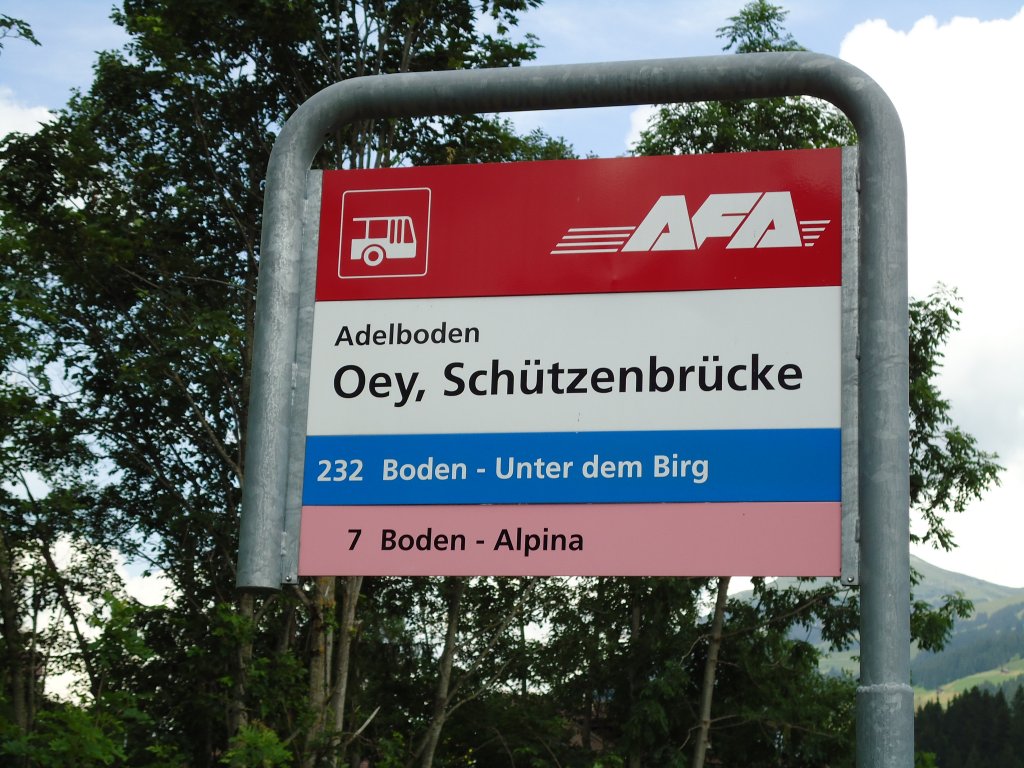 AFA
Adelboden
Oey, Schützenbrücke
232 Boden - Unter dem Birg
7 Boden - Alpina